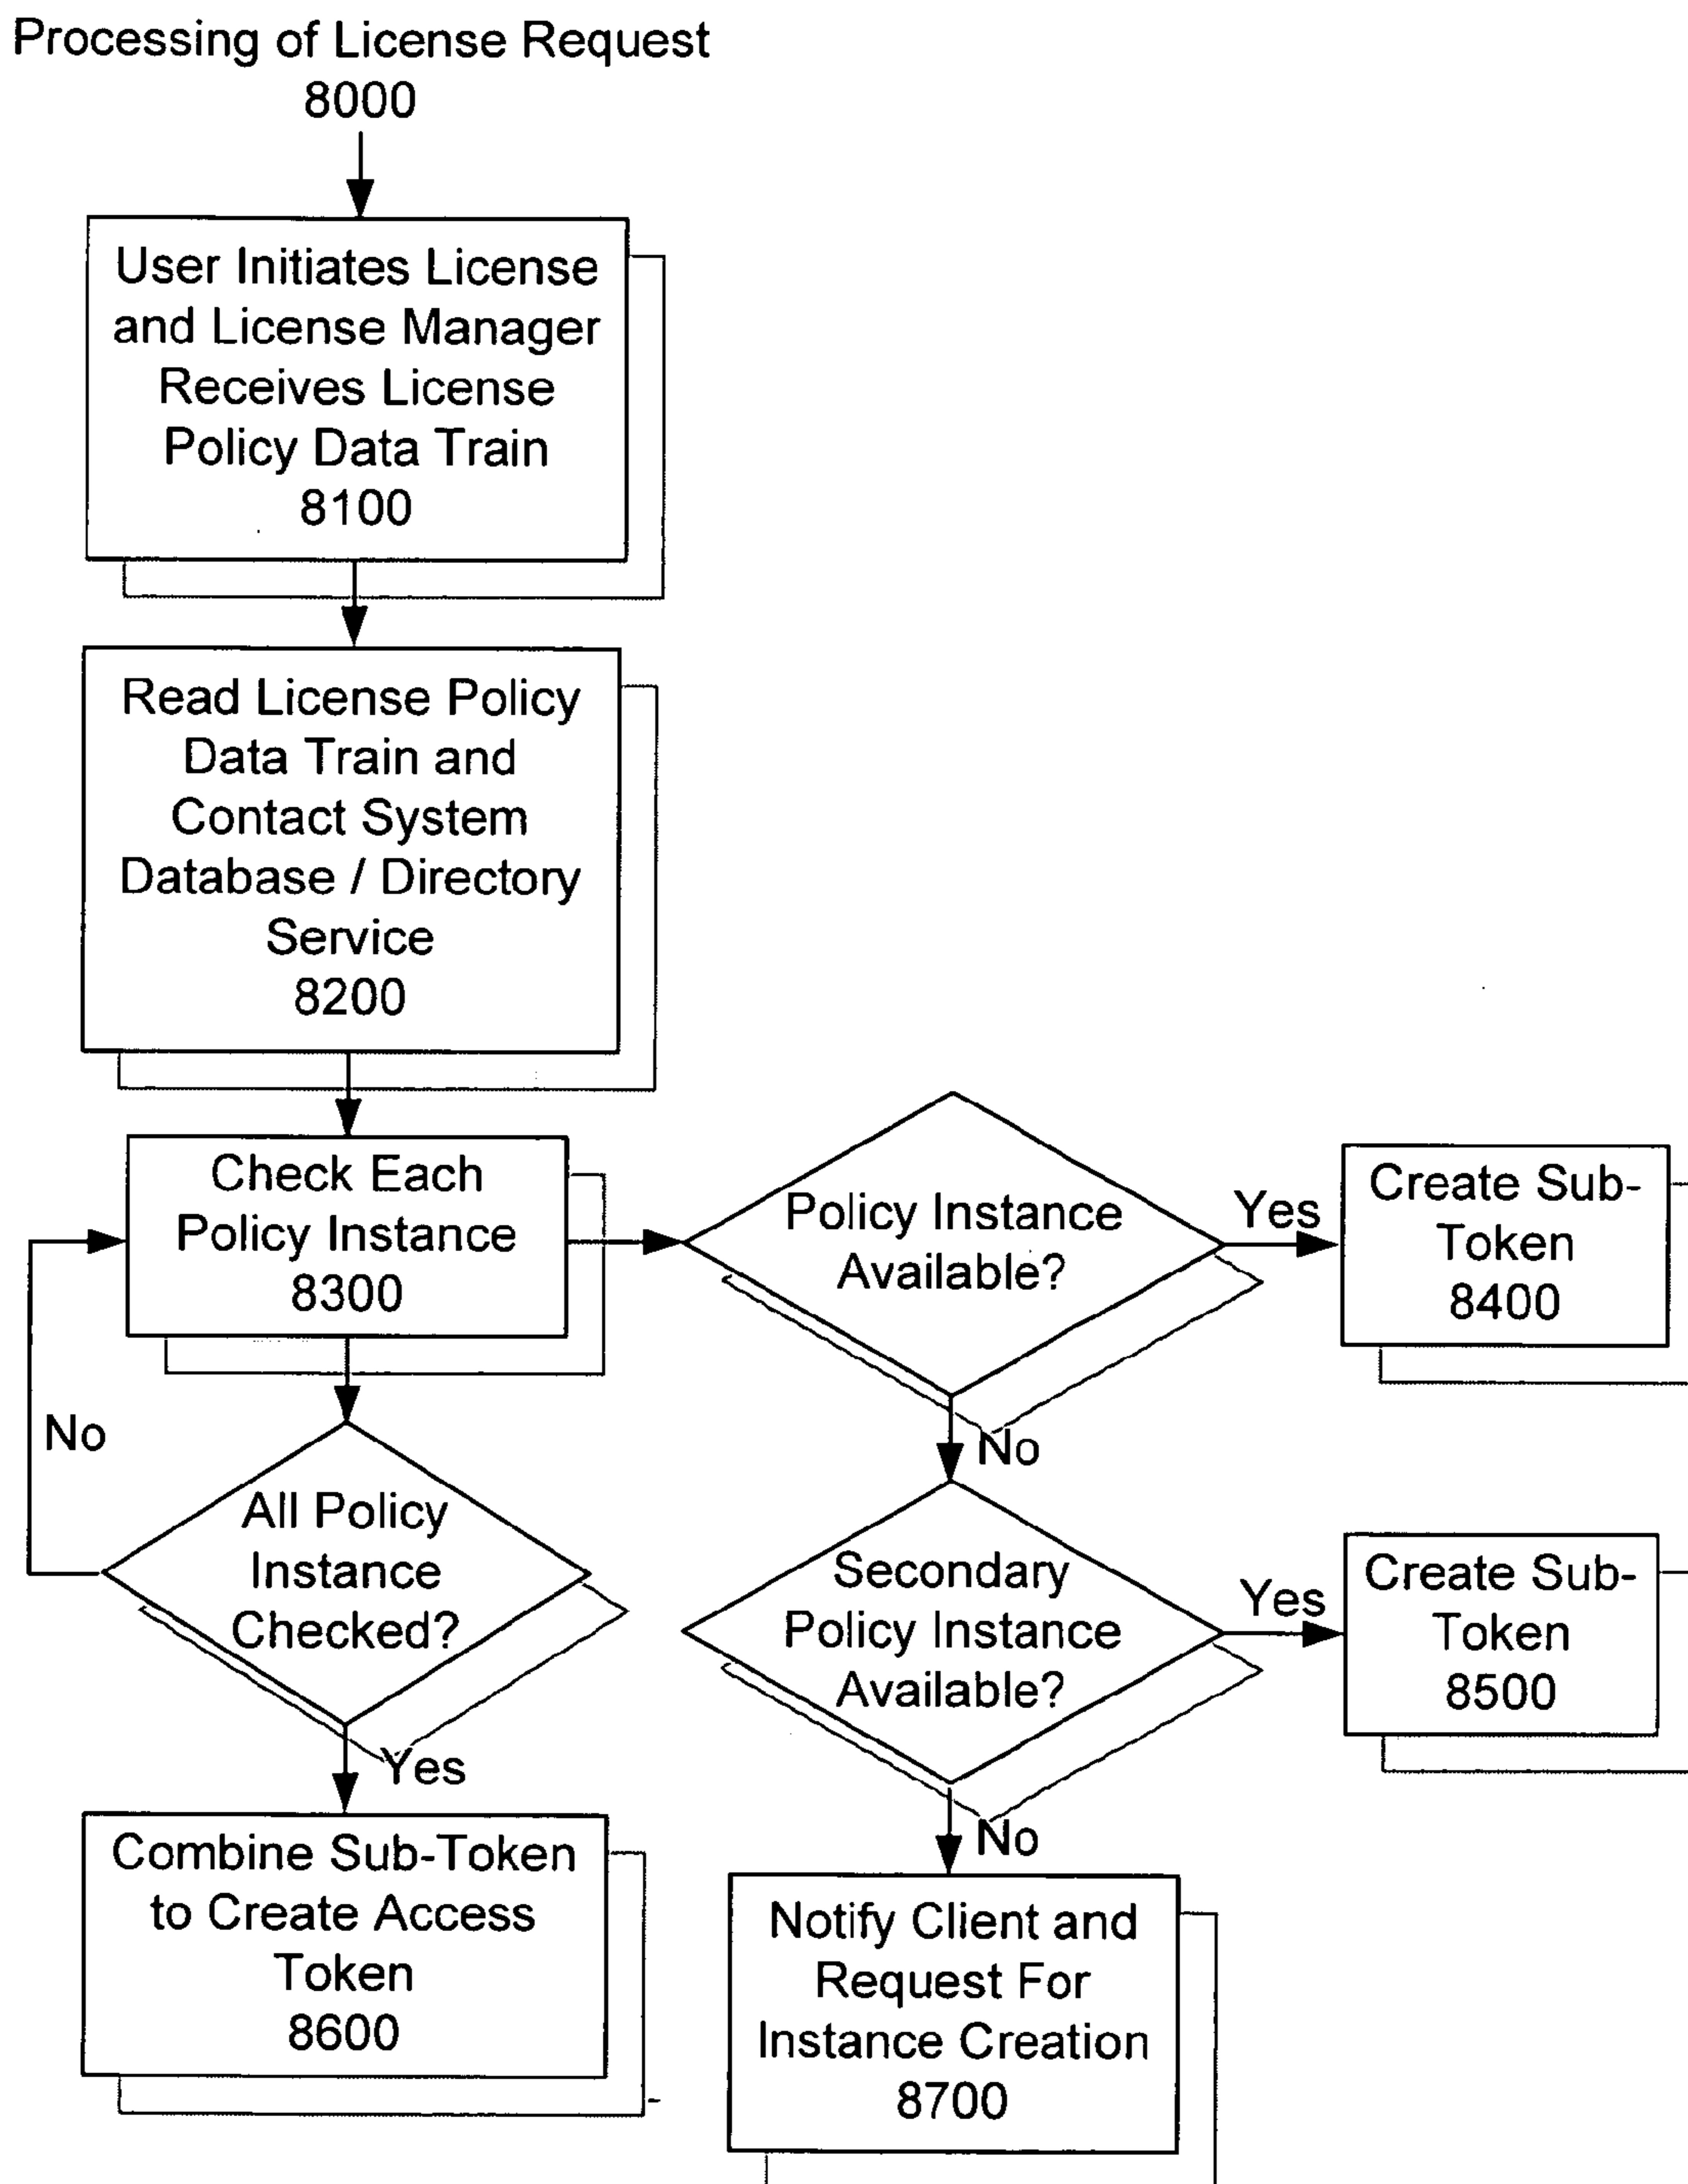 Processing of License Request
8000
User Initiates License
and License Manager
Receives License
Policy Data Train
8100
Read License Policy
Data Train and
Contact System
Database / Directory
Service
8200
Check Each
Policy Instance
8300
Policy Instance
Available?
Yes
Create Sub-
Token
8400
No
No
All Policy
Instance
Checked?
Secondary
Policy Instance
Available?
Yes
Create Sub-
Token
8500
Yes
No
Combine Sub-Token
to Create Access
Token
8600
Notify Client and
Request For
Instance Creation
8700